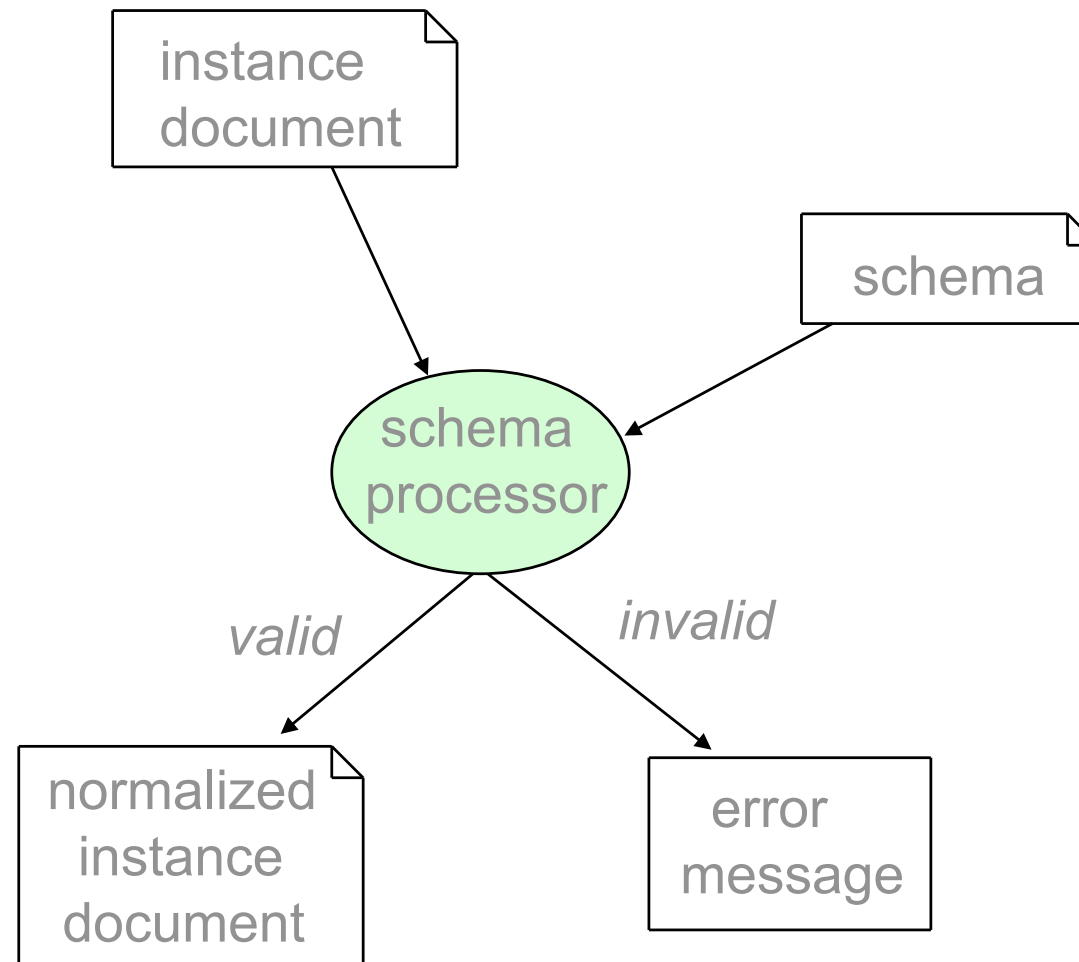 instance
document
schema
schema
processor
valid
invalid
normalized
instance
document
error
message